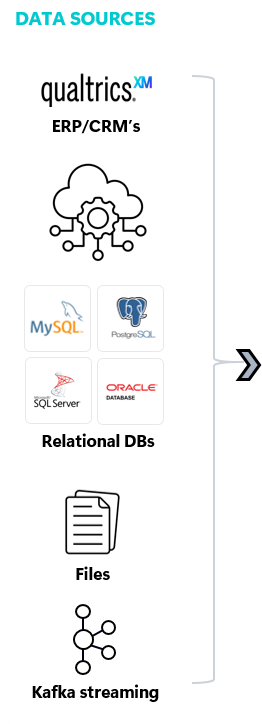 DATA SOURCES
qualtrics.XM
ERP/CRM’s
MySQL
PostgreSQL
Microsoft
SQL Server
ORACLE
DATABASE
Relational DBs
Files
Kafka streaming